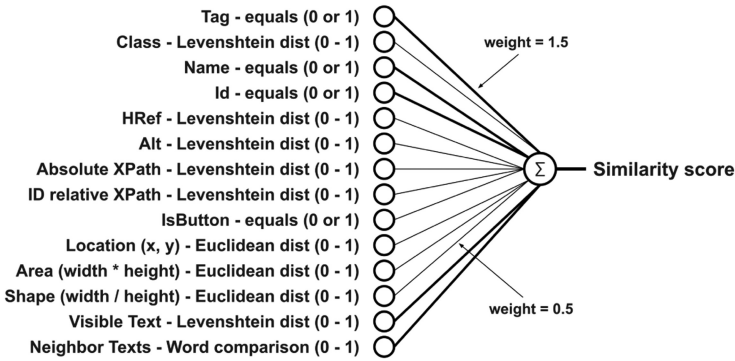 Tag - equals (0 or 1)
Class - Levenshtein dist (0 - 1)
weight = 1.5
Name - equals (0 or 1)
Id - equals (0 or 1)
HRef - Levenshtein dist (0 - 1)
Alt - Levenshtein dist (0 - 1)
Absolute XPath - Levenshtein dist (0 - 1)
∑
Similarity score
ID relative XPath - Levenshtein dist (0 - 1)
IsButton - equals (0 or 1)
Location (x, y) - Euclidean dist (0 - 1)
Area (width * height) - Euclidean dist (0 - 1)
Shape (width / height) - Euclidean dist (0 - 1)
weight = 0.5
Visible Text - Levenshtein dist (0 - 1)
Neighbor Texts - Word comparison (0 - 1)